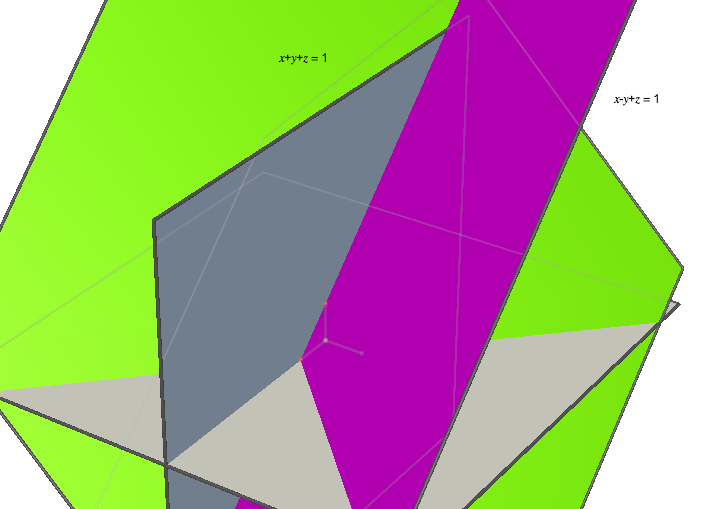 x+y+z = 1
x-y+z = 1